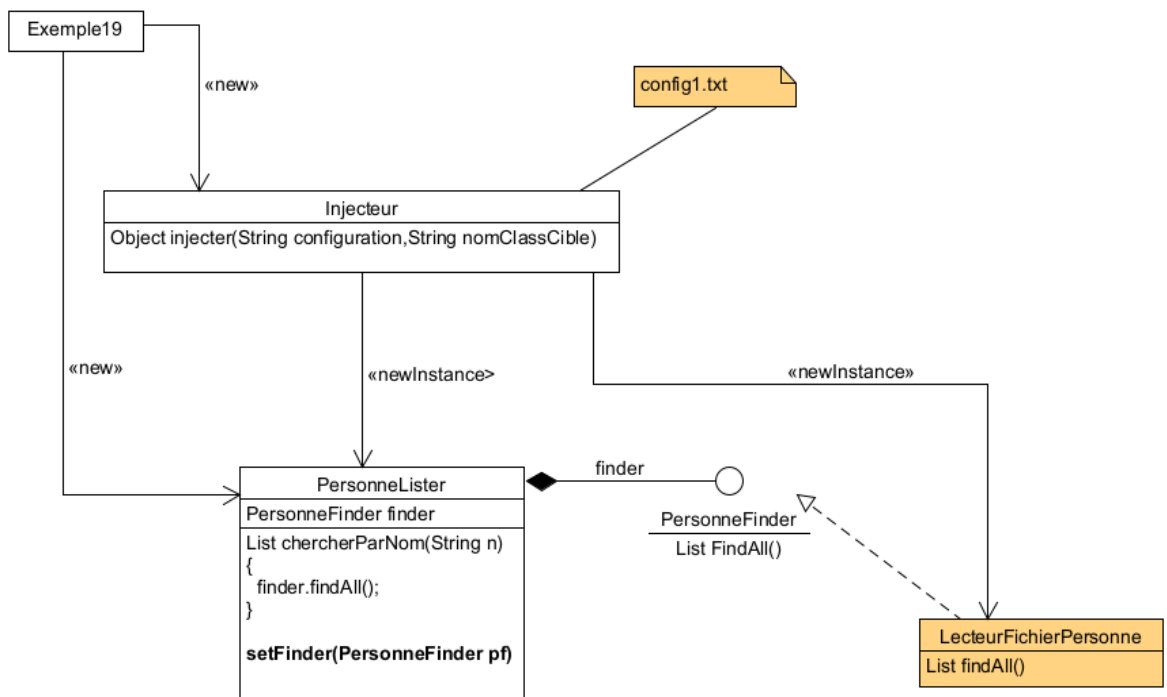 Exemple19
«new»
config1.txt
Injecteur
Object injecter(String configuration,String nomClassCible)
«new»
«newInstance>
«newInstance»
finder
PersonneLister
PersonneFinder finder
List chercherParNom(String n)
{
finder.findAll();
}
setFinder(PersonneFinder pf)
PersonneFinder
List FindAll()
LecteurFichierPersonne
List findAll()